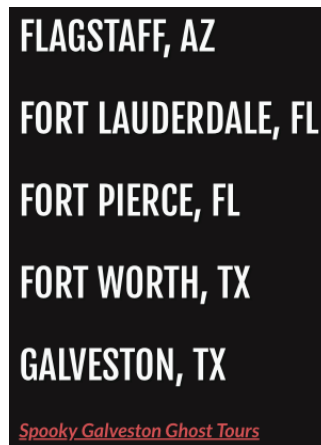 FLAGSTAFF, AZ
FORT LAUDERDALE, FL
FORT PIERCE, FL
FORT WORTH, TX
GALVESTON, TX
Spooky Galveston Ghost Tours